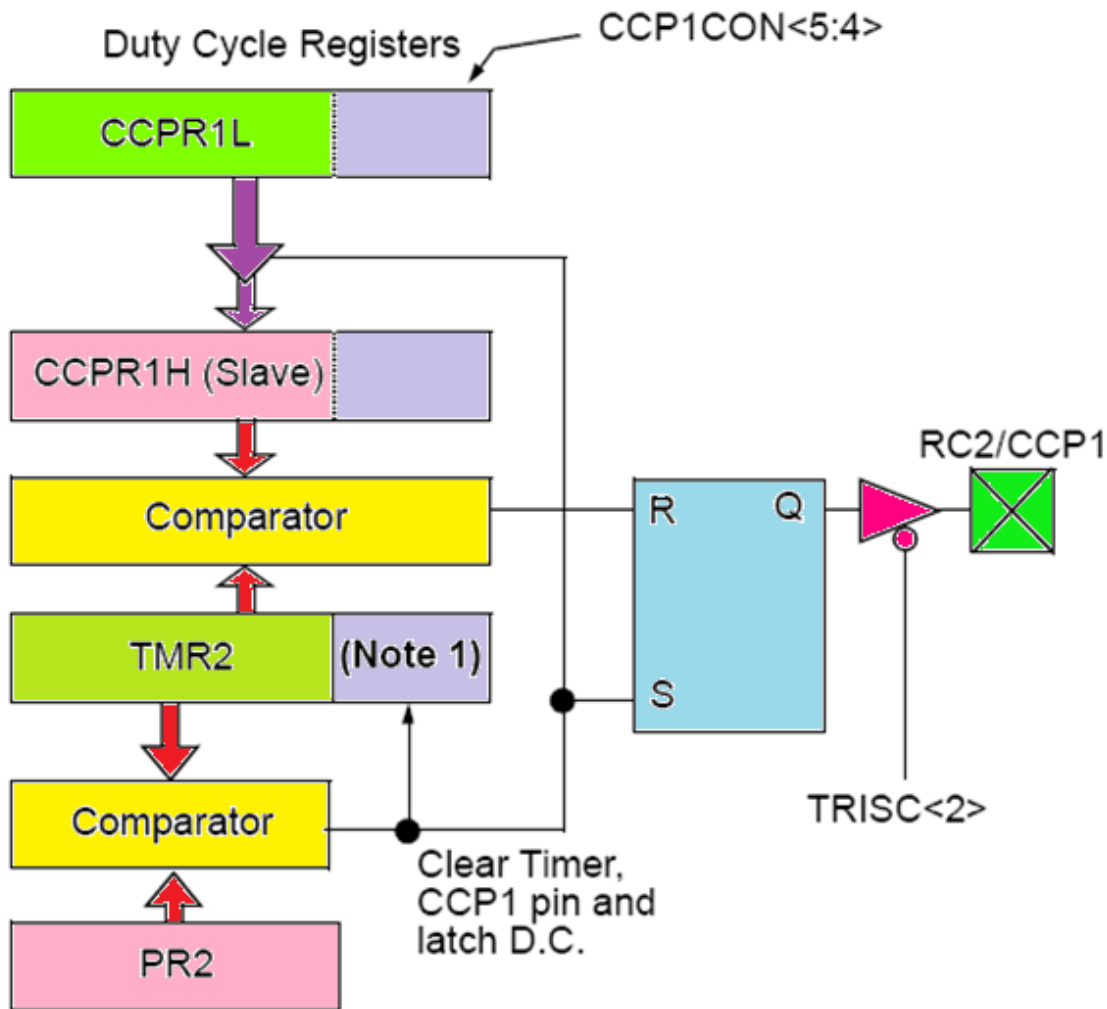 Duty Cycle Registers
CCP1CON<5:4>
CCPR1L
CCPR1H (Slave)
Comparator
TMR2
(Note 1)
Comparator
PR2
Clear Timer,
CCP1 pin and
latch D.C.
R
Q
S
RC2/CCP1
TRISC<2>